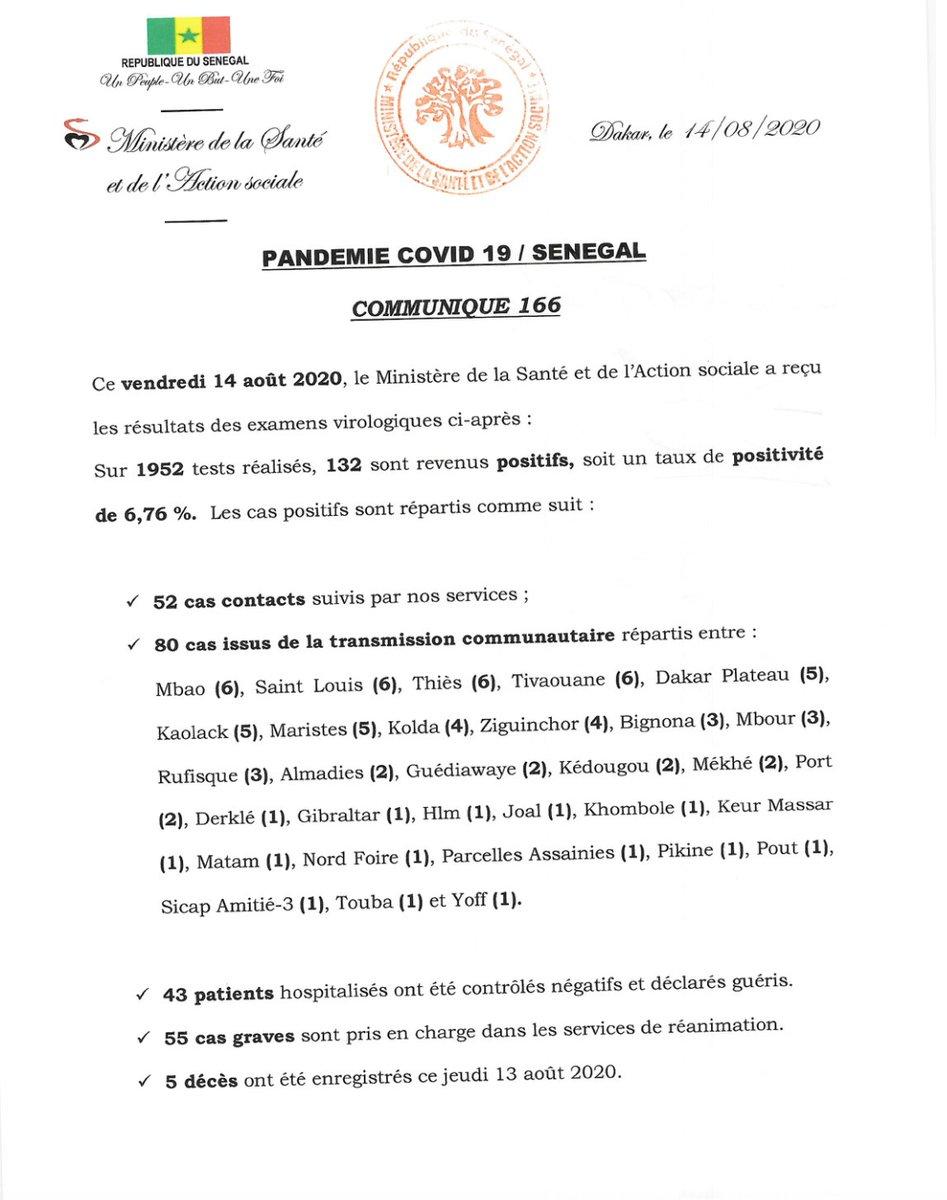 REPUBLIQUE DU SENEGAL
Un Peuple-Un But-Une Foi
Ministère de la Santé
et de l'Action sociale
République du Sénégal
MINISTERE DE LA SANTÉ ET DE L'ACTION SOC
Dakar, le 14/08/2020
PANDEMIE COVID 19 / SENEGAL
COMMUNIQUE 166
Ce vendredi 14 août 2020, le Ministère de la Santé et de l'Action sociale a reçu
les résultats des examens virologiques ci-après :
Sur 1952 tests réalisés, 132 sont revenus positifs, soit un taux de positivité
de 6,76 %. Les cas positifs sont répartis comme suit :
✓ 52 cas contacts suivis par nos services ;
✓ 80 cas issus de la transmission communautaire répartis entre :
Mbao (6), Saint Louis (6), Thiès (6), Tivaouane (6), Dakar Plateau (5),
Kaolack (5), Maristes (5), Kolda (4), Ziguinchor (4), Bignona (3), Mbour (3),
Rufisque (3), Almadies (2), Guédiawaye (2), Kédougou (2), Mékhé (2), Port
(2), Derklé (1), Gibraltar (1), Hlm (1), Joal (1), Khombole (1), Keur Massar
(1), Matam (1), Nord Foire (1), Parcelles Assainies (1), Pikine (1), Pout (1),
Sicap Amitié-3 (1), Touba (1) et Yoff (1).
✓ 43 patients hospitalisés ont été contrôlés négatifs et déclarés guéris.
✓ 55 cas graves sont pris en charge dans les services de réanimation.
✓ 5 décès ont été enregistrés ce jeudi 13 août 2020.